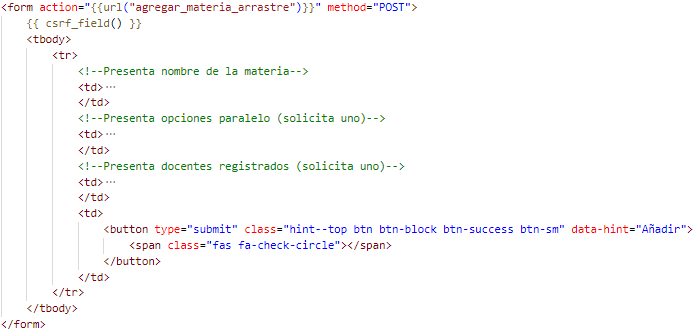 <form action="{{url("agregar_materia_arrastre")}}" method="POST">
{{ csrf_field() }}
<tbody>
<tr>
<!--Presenta nombre de la materia-->
<td>···
</td>
<!--Presenta opciones paralelo (solicita uno)-->
<td>···
</td>
<!--Presenta docentes registrados (solicita uno)-->
<td>···
</td>
<td>
<button type="submit" class="hint--top btn btn-block btn-success btn-sm" data-hint="Añadir">
<span class="fas fa-check-circle"></span>
</button>
</td>
</tr>
</tbody>
</form>